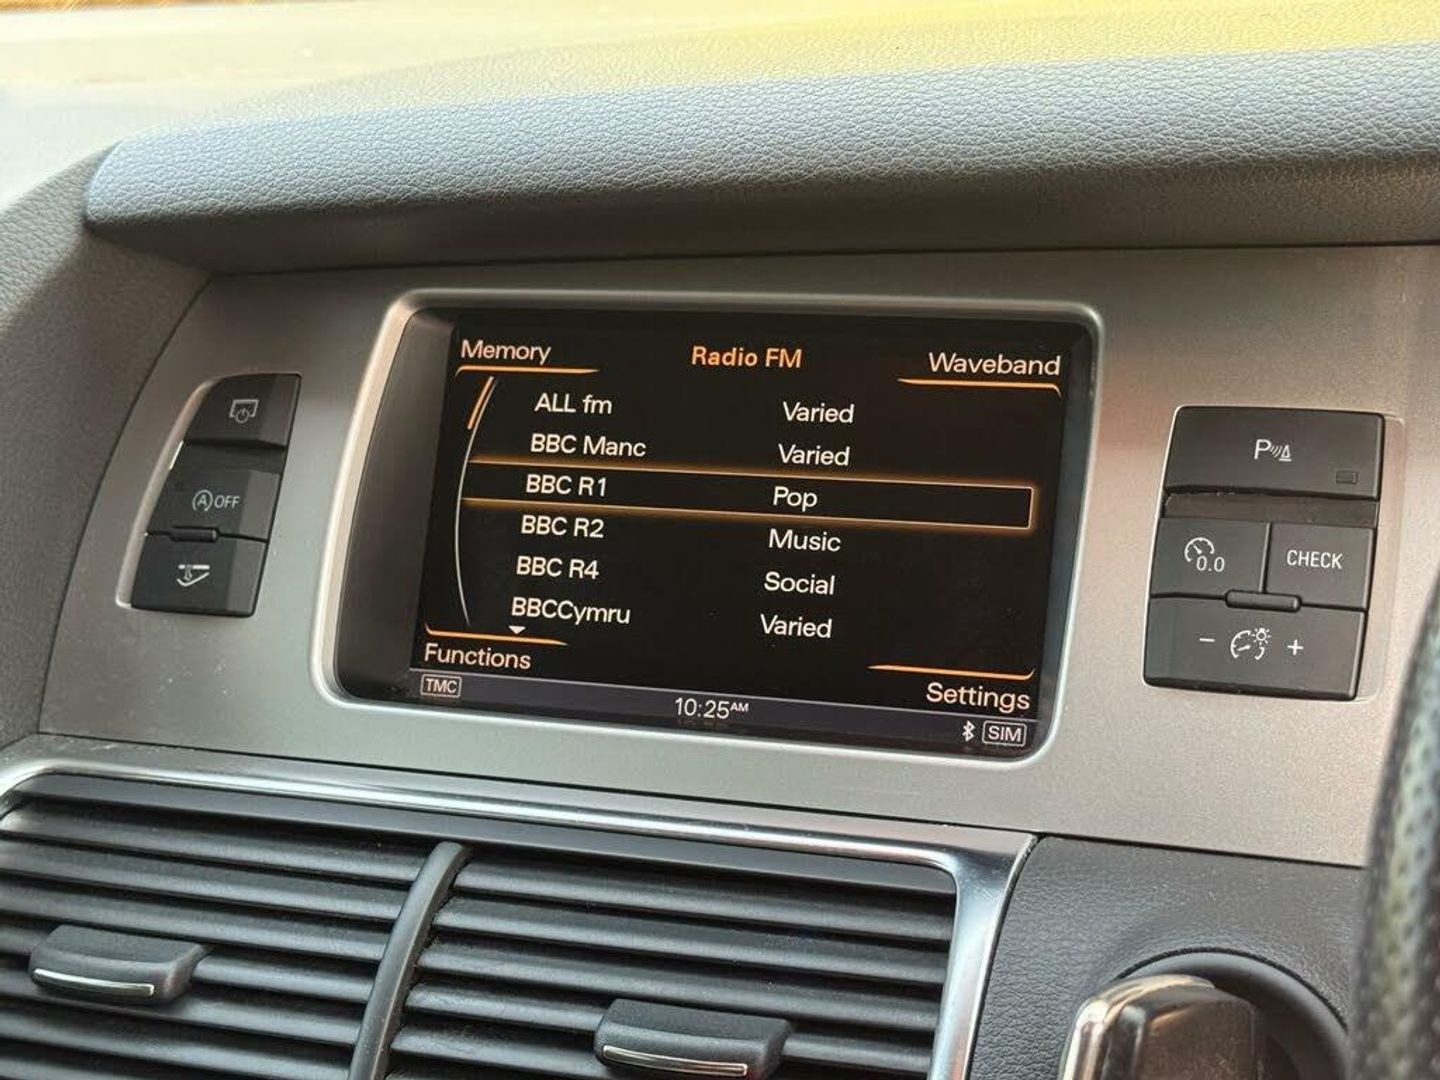 Memory Radio FM Waveband
ALL fm Varied
BBC Manc Varied
BBC R1 Pop
BBC R2 Music
BBC R4 Social
BBCCymru Varied
Functions Settings
TMC 10:25AM SIM
A OFF
P
0.0 CHECK
− +